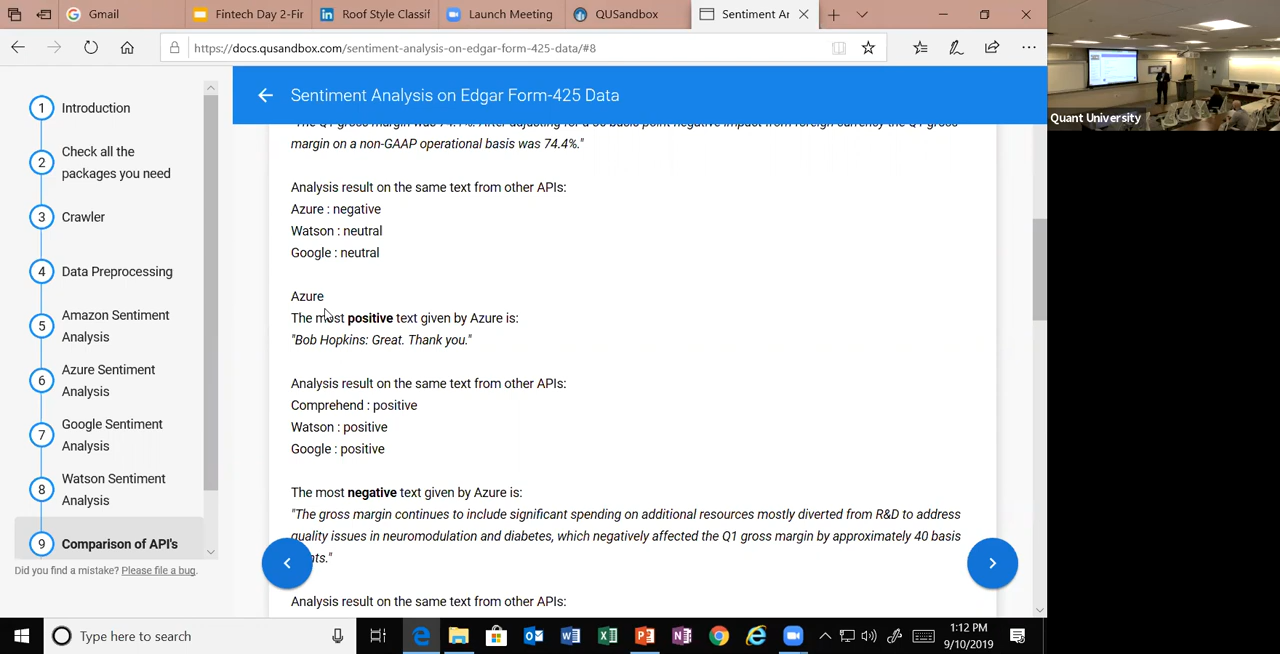 Gmail
Fintech Day 2-Fir
Roof Style Classif
Launch Meeting
QUSandbox
Sentiment Ar
https://docs.qusandbox.com/sentiment-analysis-on-edgar-form-425-data/#8
Quant University
1 Introduction
2 Check all the
packages you need
3 Crawler
4 Data Preprocessing
5 Amazon Sentiment
Analysis
6 Azure Sentiment
Analysis
7 Google Sentiment
Analysis
8 Watson Sentiment
Analysis
9 Comparison of API's
Did you find a mistake? Please file a bug.
Sentiment Analysis on Edgar Form-425 Data
margin on a non-GAAP operational basis was 74.4%."
Analysis result on the same text from other APIs:
Azure : negative
Watson : neutral
Google : neutral
Azure
The most positive text given by Azure is:
"Bob Hopkins: Great. Thank you."
Analysis result on the same text from other APIs:
Comprehend : positive
Watson : positive
Google : positive
The most negative text given by Azure is:
"The gross margin continues to include significant spending on additional resources mostly diverted from R&D to address
quality issues in neuromodulation and diabetes, which negatively affected the Q1 gross margin by approximately 40 basis
nts."
Analysis result on the same text from other APIs:
Type here to search
1:12 PM
9/10/2019